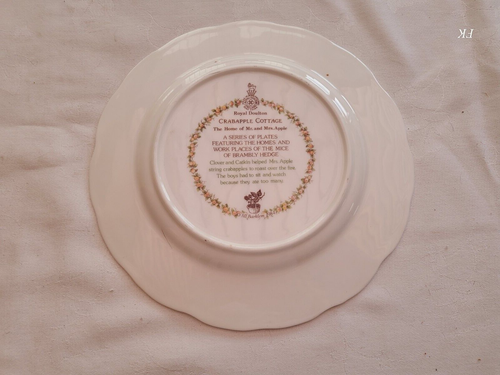 Royal Doulton
CRABAPPLE COTTAGE
The Home of Mr. and Mrs. Apple
A SERIES OF PLATES
FEATURING THE HOMES AND
WORK PLACES OF THE MICE
OF BRAMBLY HEDGE
Clover and Catkin helped Mrs. Apple
string crabapples to roast over the fire.
The boys had to sit and watch
because they ate too many.
FK